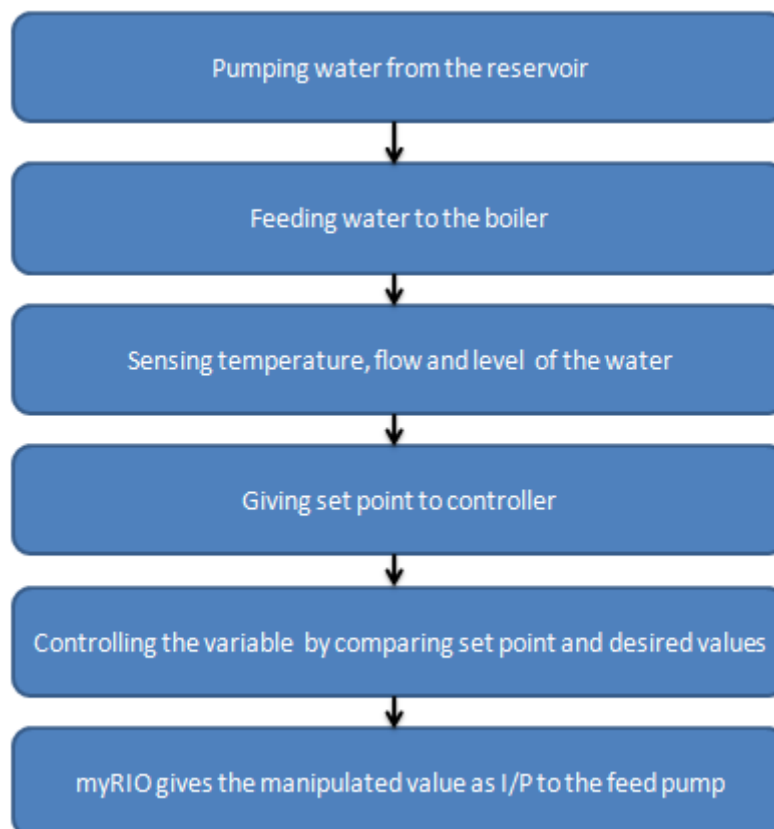 Pumping water from the reservoir
Feeding water to the boiler
Sensing temperature, flow and level of the water
Giving set point to controller
Controlling the variable by comparing set point and desired values
myRIO gives the manipulated value as I/P to the feed pump